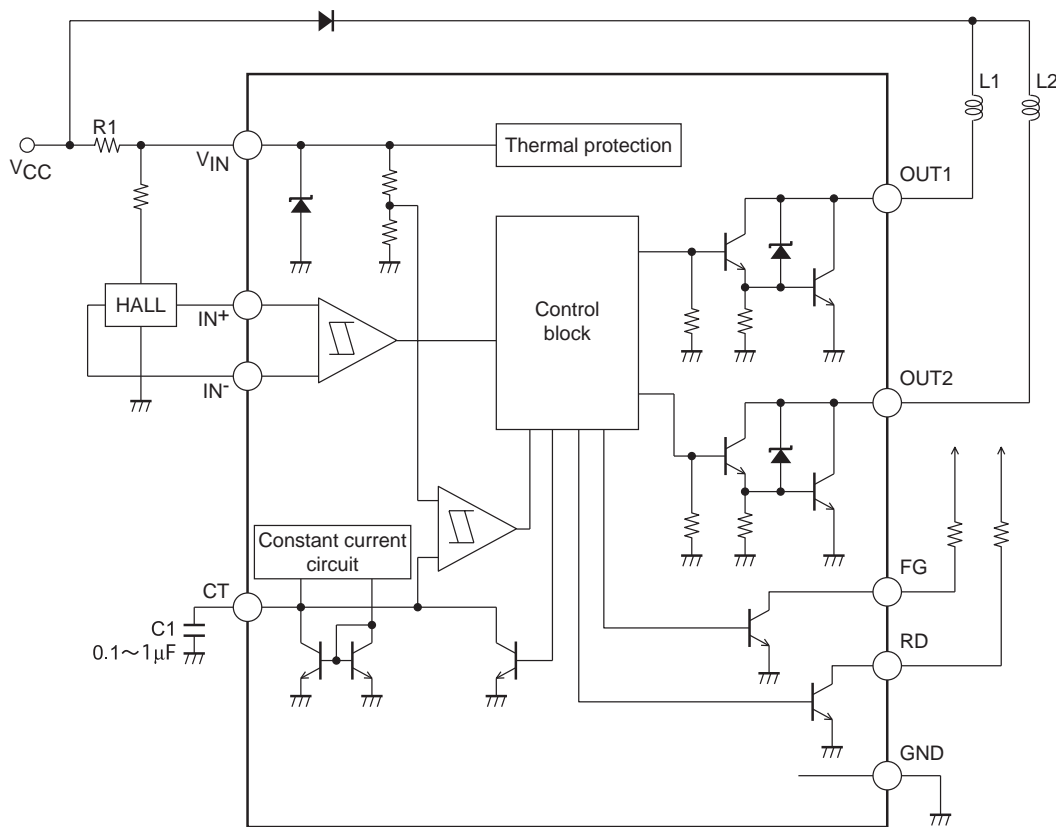 L1
L2
R1
VCC
VIN
Thermal protection
OUT1
HALL
IN+
IN-
Control
block
OUT2
Constant current
circuit
CT
C1
0.1～1μF
FG
RD
GND